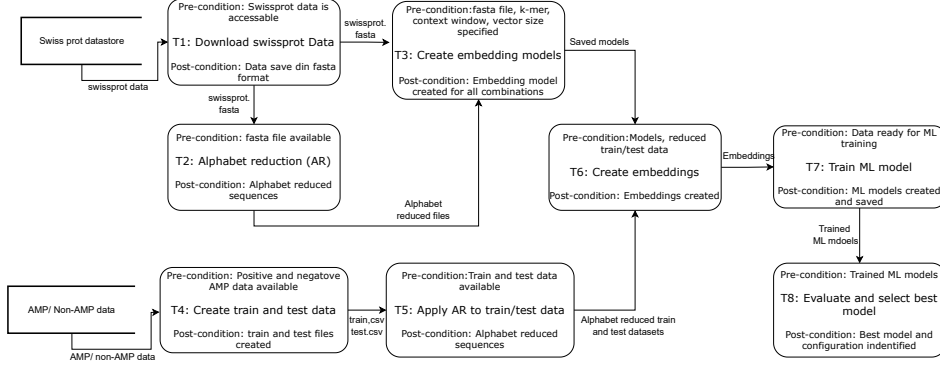 Swiss prot datastore
swissprot data
Pre-condition: Swissprot data is
accessable
T1: Download swissprot Data
Post-condition: Data save din fasta
format
swissprot.
fasta
swissprot.
fasta
Pre-condition:fasta file, k-mer,
context window, vector size
specified
T3: Create embedding models
Post-condition: Embedding model
created for all combinations
Saved models
Pre-condition: fasta file available
T2: Alphabet reduction (AR)
Post-condition: Alphabet reduced
sequences
Alphabet
reduced files
Pre-condition:Models, reduced
train/test data
T6: Create embeddings
Post-condition: Embeddings created
Embeddings
Pre-condition: Data ready for ML
training
T7: Train ML model
Post-condition: ML models created
and saved
Trained
ML mdoels
AMP/ Non-AMP data
AMP/ non-AMP data
Pre-condition: Positive and negatove
AMP data available
T4: Create train and test data
Post-condition: train and test files
created
train,csv
test.csv
Pre-condition:Train and test data
available
T5: Apply AR to train/test data
Post-condition: Alphabet reduced
sequences
Alphabet reduced train
and test datasets
Pre-condition: Trained ML models
T8: Evaluate and select best
model
Post-condition: Best model and
configuration indentified